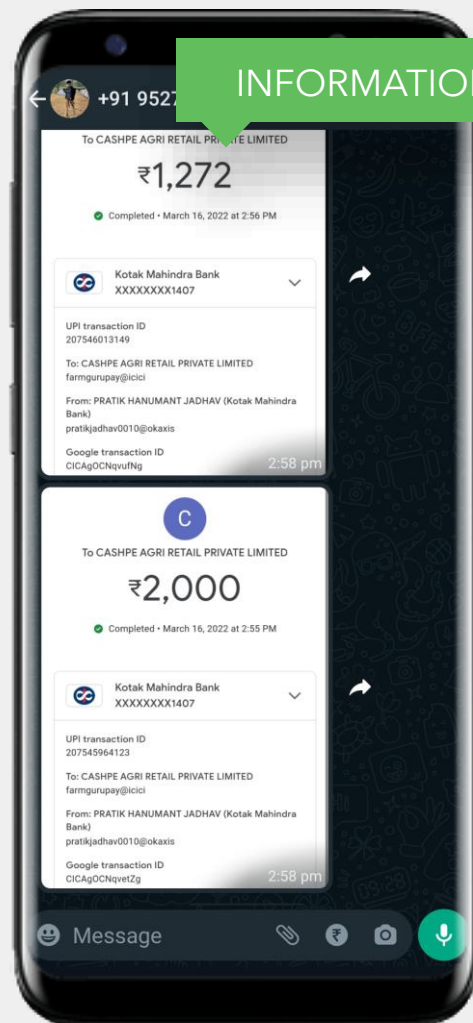 INFORMATION
+91 9527
To CASHPE AGRI RETAIL PRIVATE LIMITED
₹1,272
Completed • March 16, 2022 at 2:56 PM
Kotak Mahindra Bank
XXXXXXXX1407
UPI transaction ID
207546013149
To: CASHPE AGRI RETAIL PRIVATE LIMITED
farmgurupay@icici
From: PRATIK HANUMANT JADHAV (Kotak Mahindra
Bank)
pratikjadhav0010@okaxis
Google transaction ID
CICAgOCNqvufNg
2:58 pm
C
To CASHPE AGRI RETAIL PRIVATE LIMITED
₹2,000
Completed • March 16, 2022 at 2:55 PM
Kotak Mahindra Bank
XXXXXXXX1407
UPI transaction ID
207545964123
To: CASHPE AGRI RETAIL PRIVATE LIMITED
farmgurupay@icici
From: PRATIK HANUMANT JADHAV (Kotak Mahindra
Bank)
pratikjadhav0010@okaxis
Google transaction ID
CICAgOCNqvetZg
2:58 pm
Message